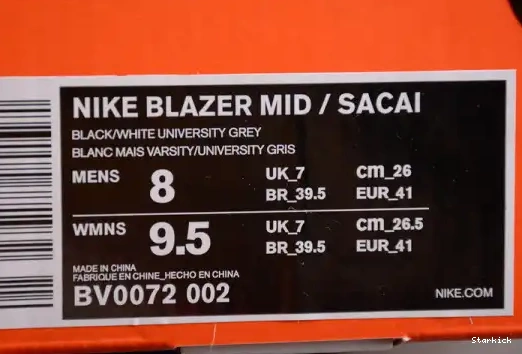 NIKE BLAZER MID / SACAI
BLACK/WHITE UNIVERSITY GREY
BLANC MAIS VARSITY/UNIVERSITY GRIS
MENS 8 UK_7 cm_26
BR_39.5 EUR_41
WMNS 9.5 UK_7 cm_26.5
BR_39.5 EUR_41
MADE IN CHINA
FABRIQUE EN CHINE_HECHO EN CHINA
BV0072 002 NIKE.COM
Starkick